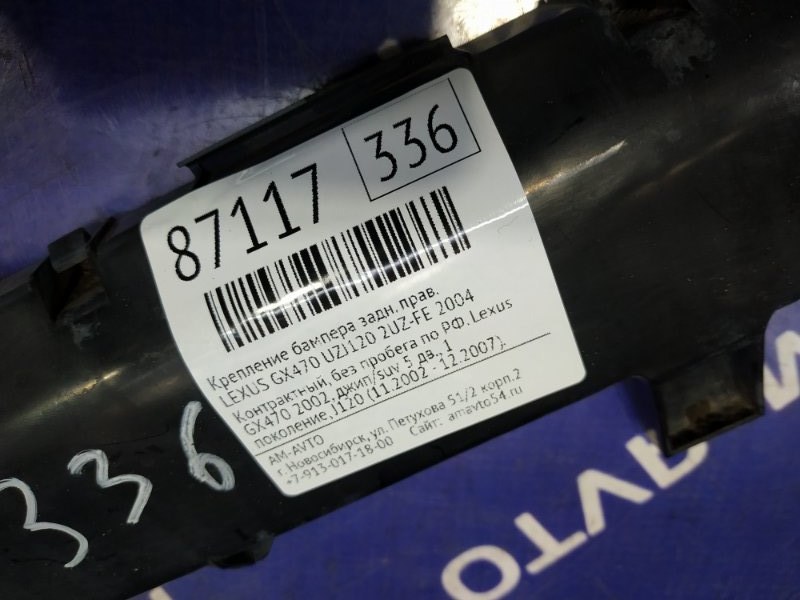 87117
336
Крепление бампера задн. прав.
LEXUS GX470 UZJ120 2UZ-FE 2004
Контрактный, без пробега по РФ. Lexus
GX470 2002, джип/suv 5 дв., 1
поколение, J120 (11.2002 - 12.2007),
АМ-АВТО
г. Новосибирск, ул. Петухова 51/2 корп.2
+7-913-017-18-00 Сайт: amavto54.ru
336